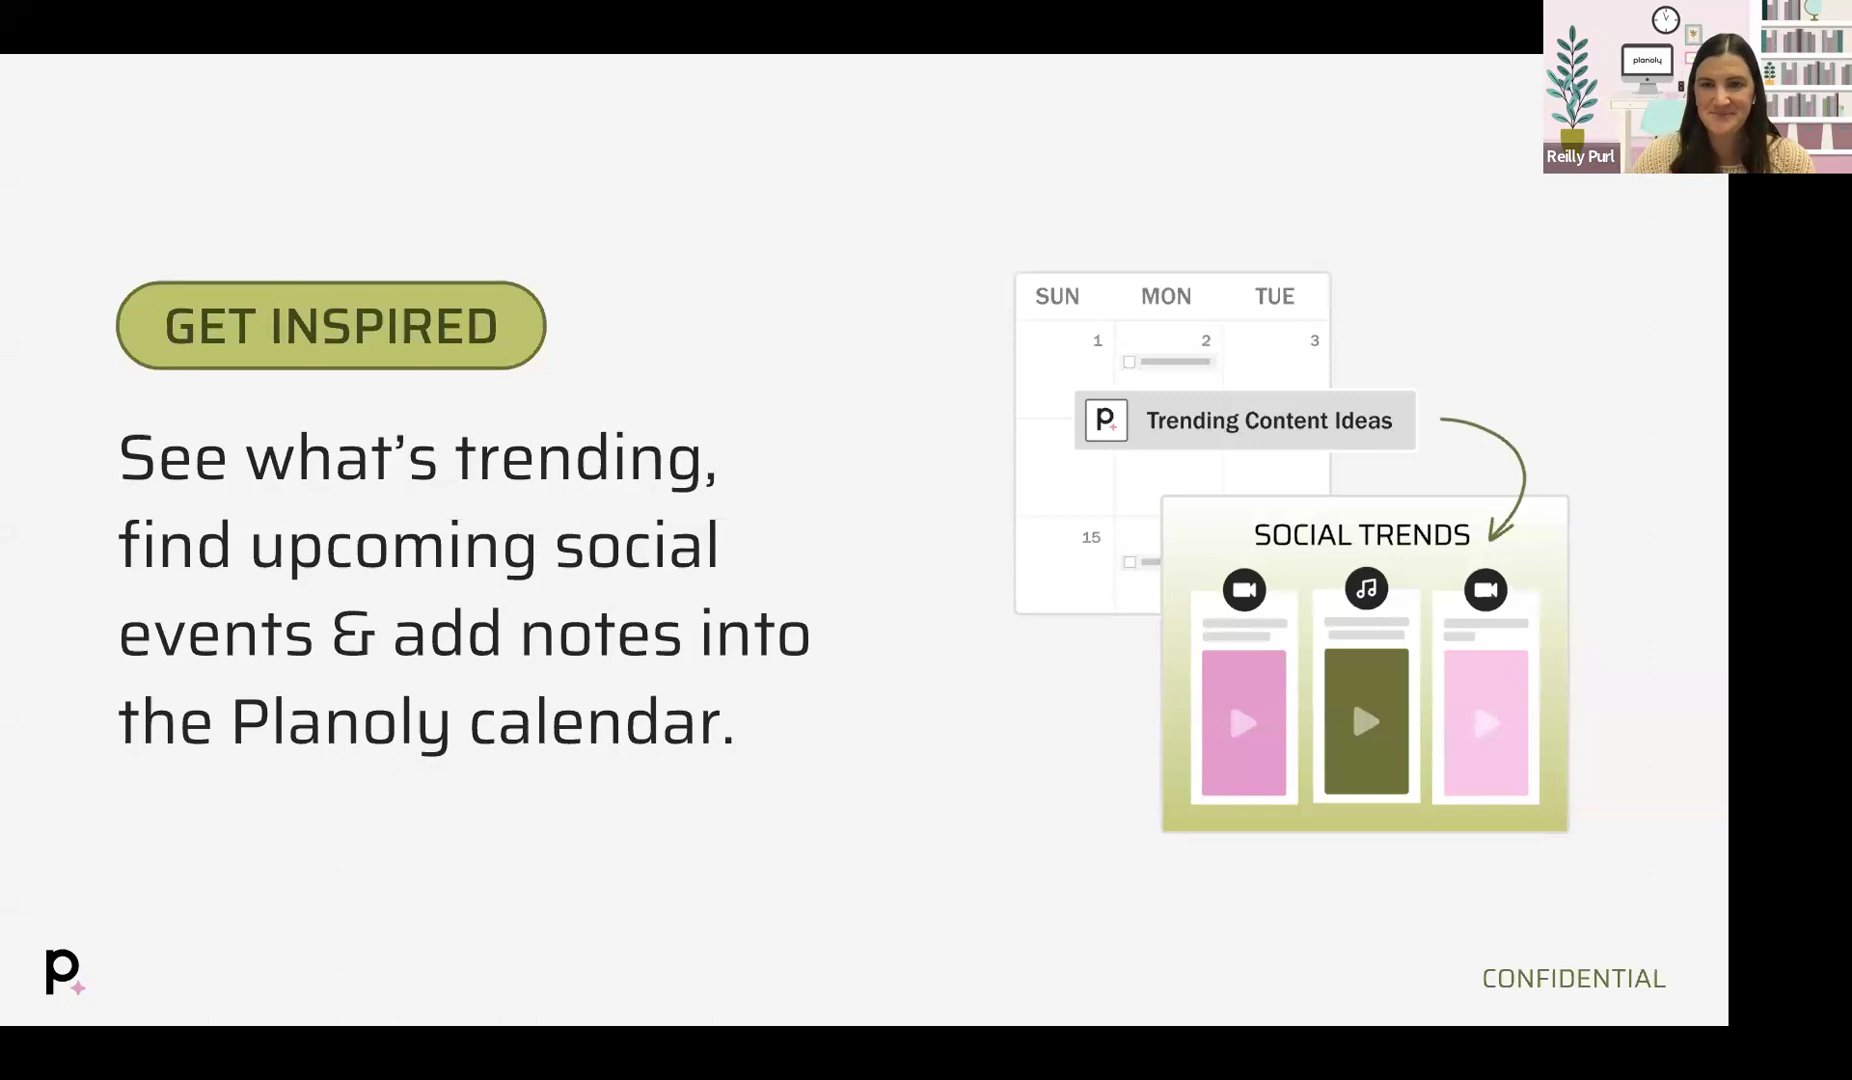 planoly
Reilly Purl
GET INSPIRED
See what’s trending,
find upcoming social
events & add notes into
the Planoly calendar.
SUN MON TUE
1 2 3
p Trending Content Ideas
15
SOCIAL TRENDS
p
CONFIDENTIAL